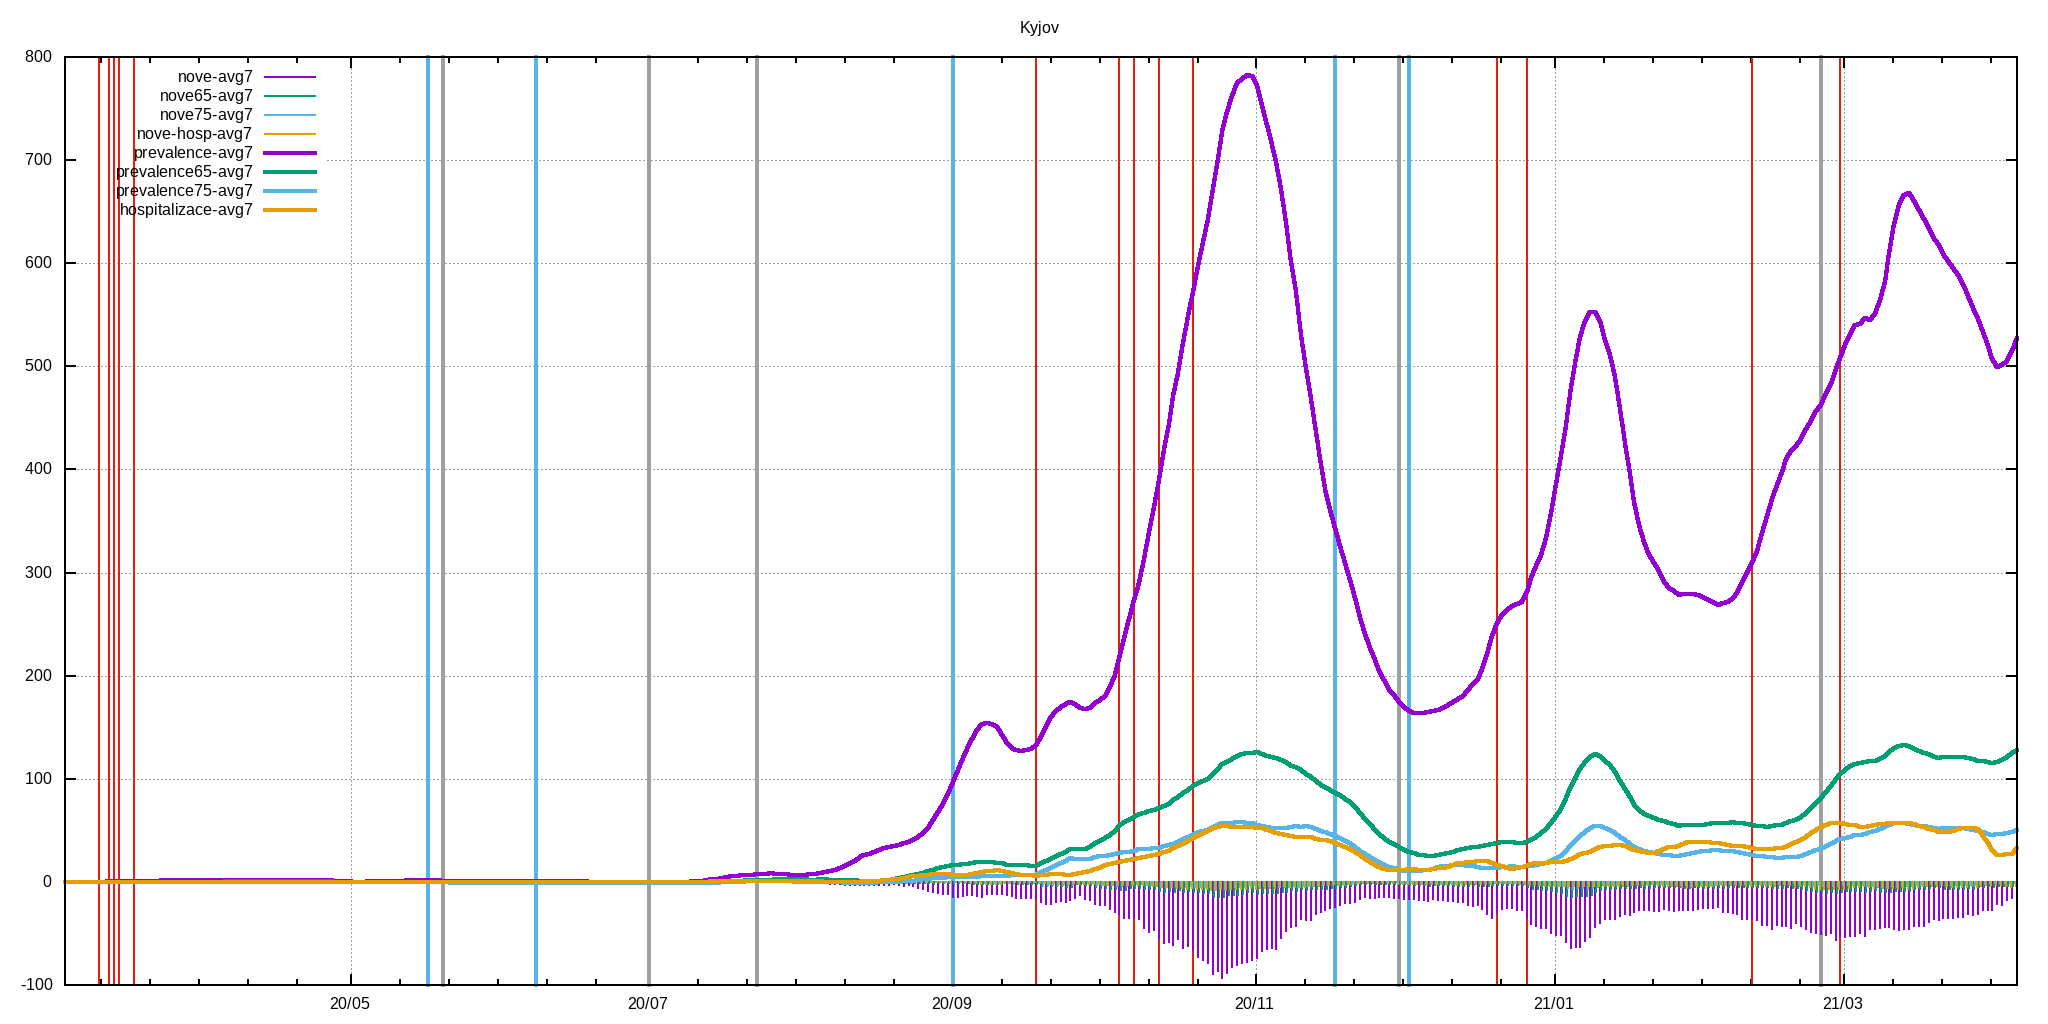 Kyjov
800
700
600
500
400
300
200
100
0
-100
nove-avg7
nove65-avg7
nove75-avg7
nove-hosp-avg7
prevalence-avg7
prevalence65-avg7
prevalence75-avg7
hospitalizace-avg7
20/05
20/07
20/09
20/11
21/01
21/03